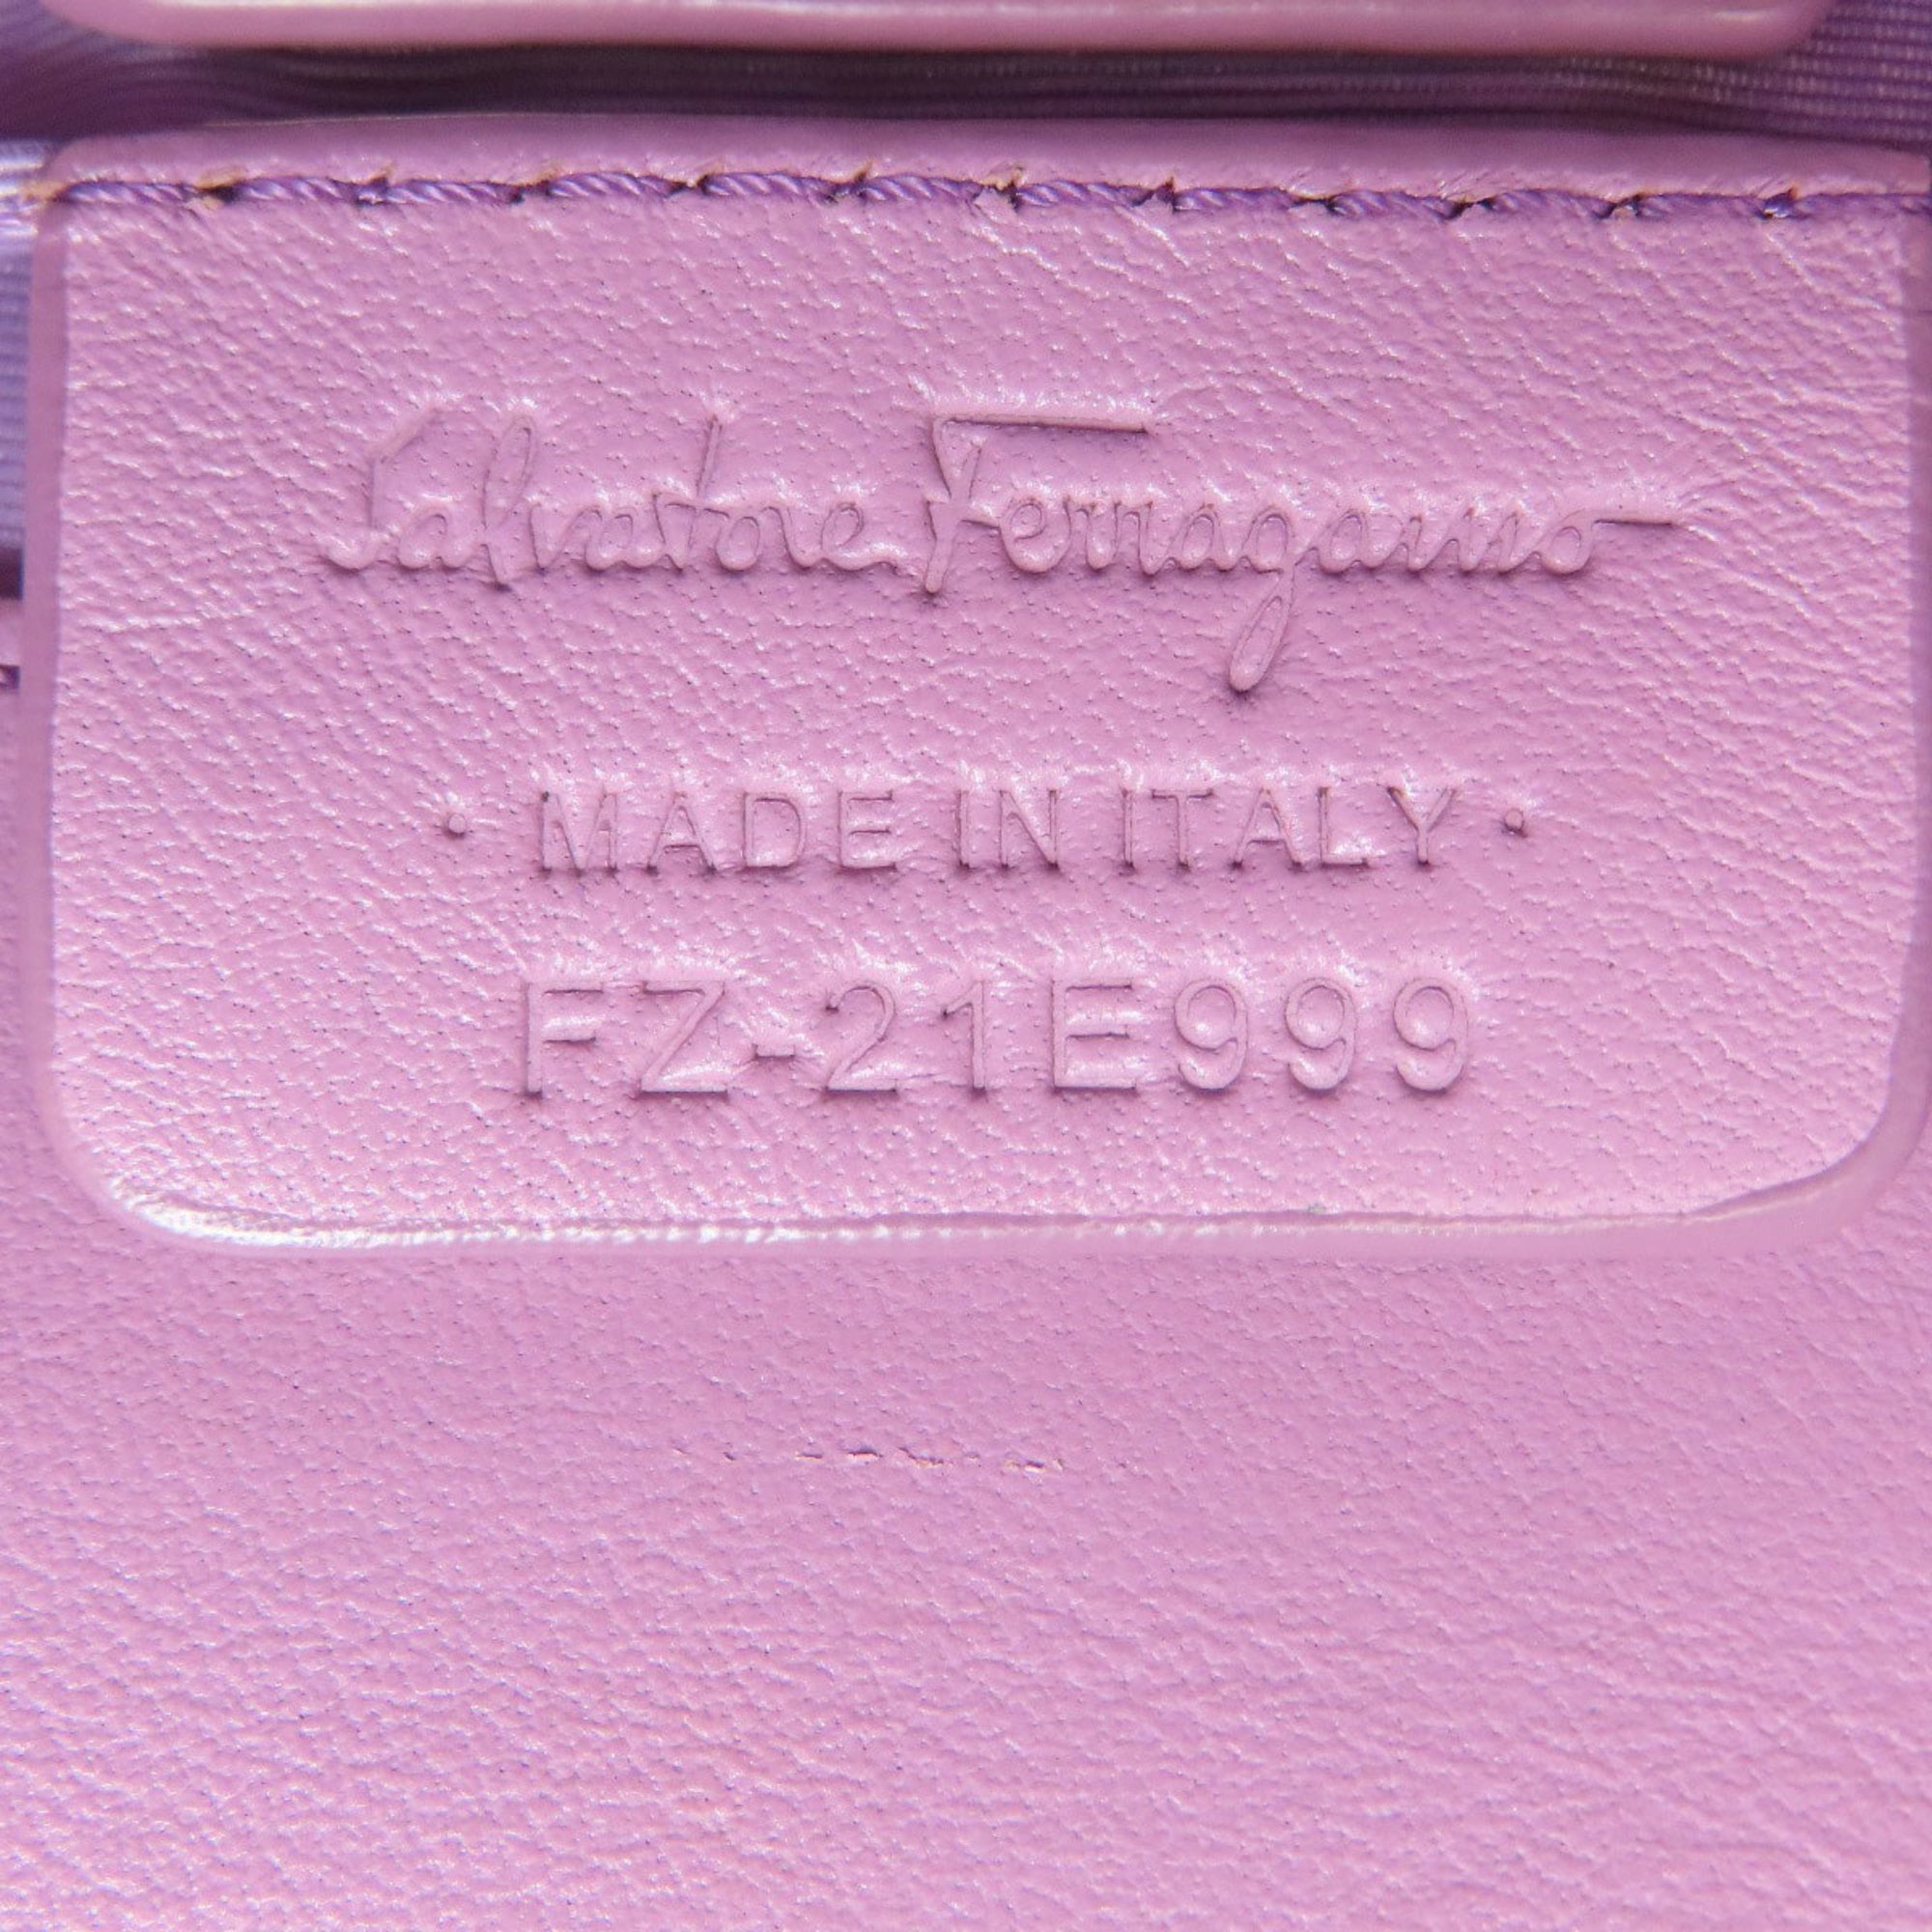 Salvatore Ferragamo
· MADE IN ITALY ·
FZ-21E999